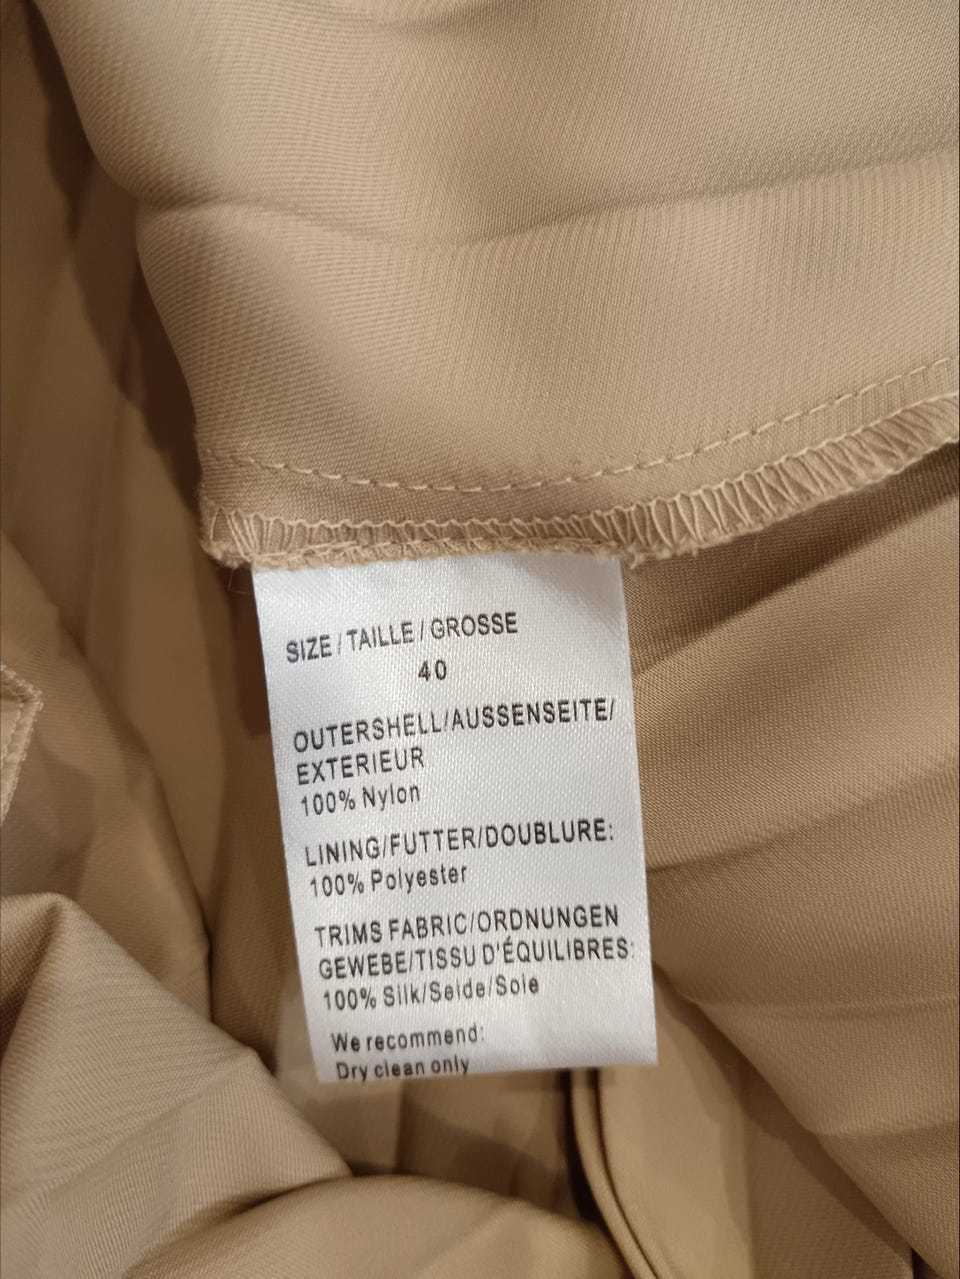 SIZE / TAILLE / GROSSE
40
OUTERSHELL/AUSSENSEITE/
EXTERIEUR
100% Nylon
LINING/FUTTER/DOUBLURE:
100% Polyester
TRIMS FABRIC/ORDNUNGEN
GEWEBE/TISSU D'ÉQUILIBRES:
100% Silk/Seide/Soie
We recommend:
Dry clean only